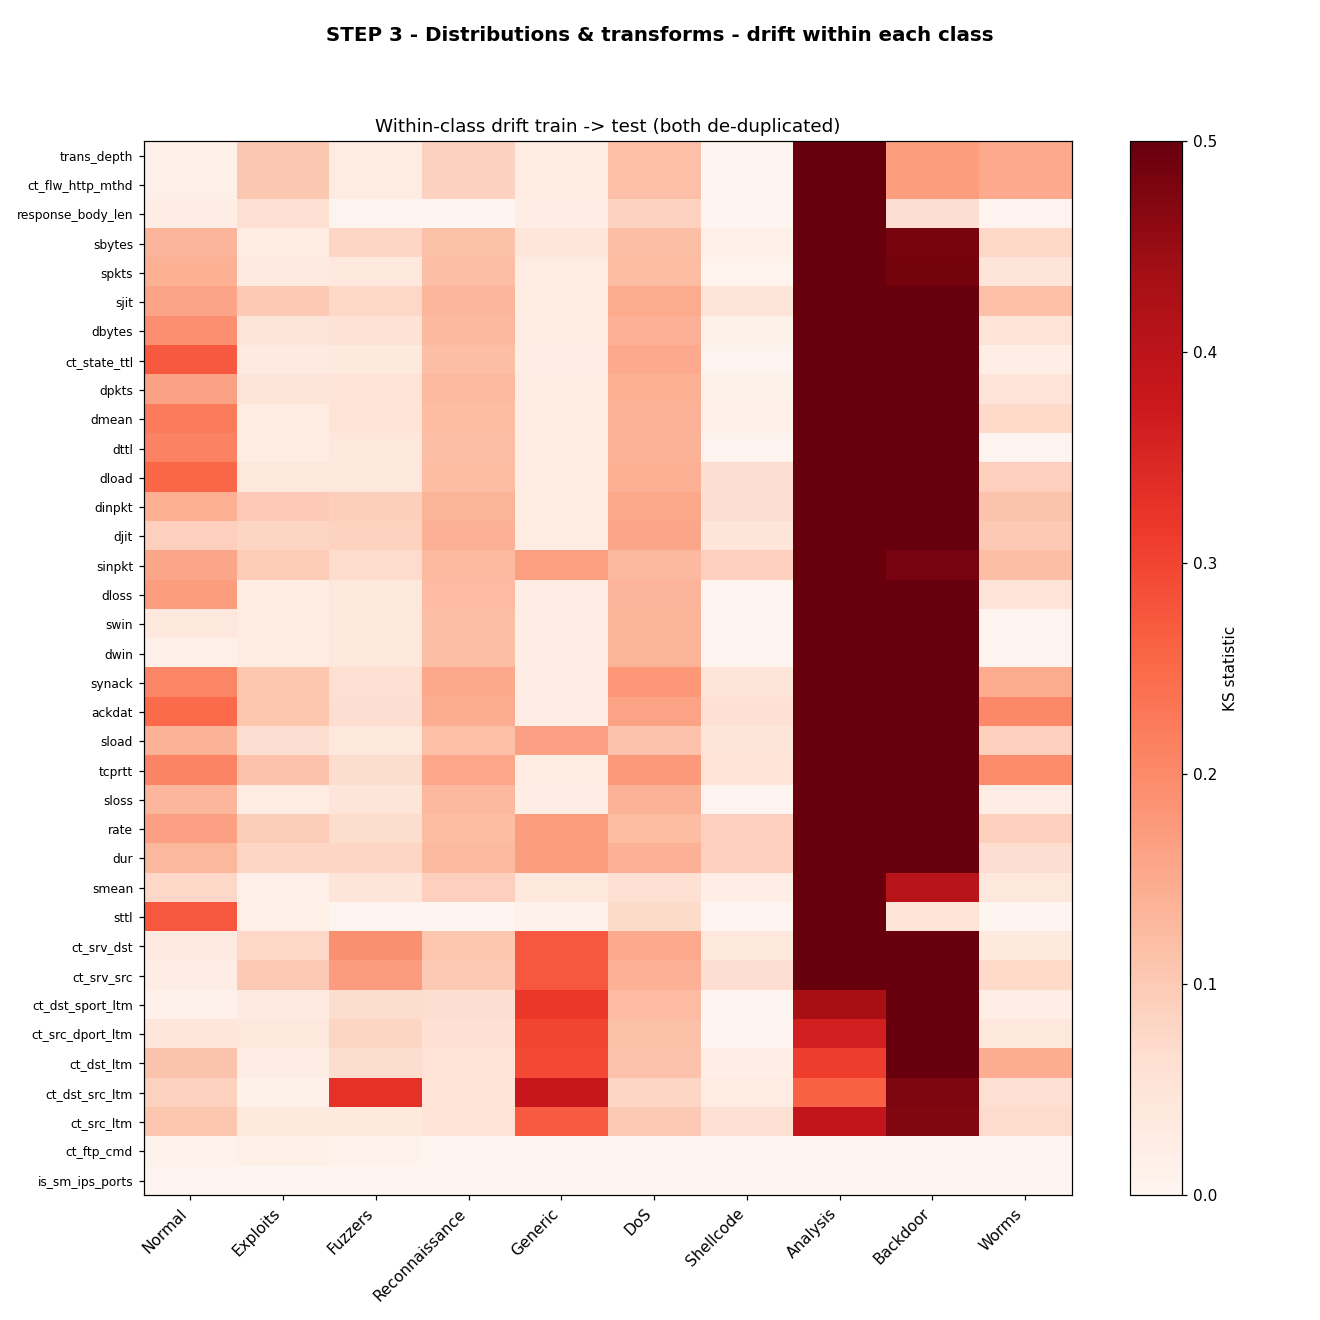 STEP 3 - Distributions & transforms - drift within each class
Within-class drift train -> test (both de-duplicated)
trans_depth
ct_flw_http_mthd
response_body_len
sbytes
spkts
sjit
dbytes
ct_state_ttl
dpkts
dmean
dttl
dload
dinpkt
djit
sinpkt
dloss
swin
dwin
synack
ackdat
sload
tcprtt
sloss
rate
dur
smean
sttl
ct_srv_dst
ct_srv_src
ct_dst_sport_ltm
ct_src_dport_ltm
ct_dst_ltm
ct_dst_src_ltm
ct_src_ltm
ct_ftp_cmd
is_sm_ips_ports
Normal
Exploits
Fuzzers
Reconnaissance
Generic
DoS
Shellcode
Analysis
Backdoor
Worms
0.5
0.4
0.3
0.2
0.1
0.0
KS statistic